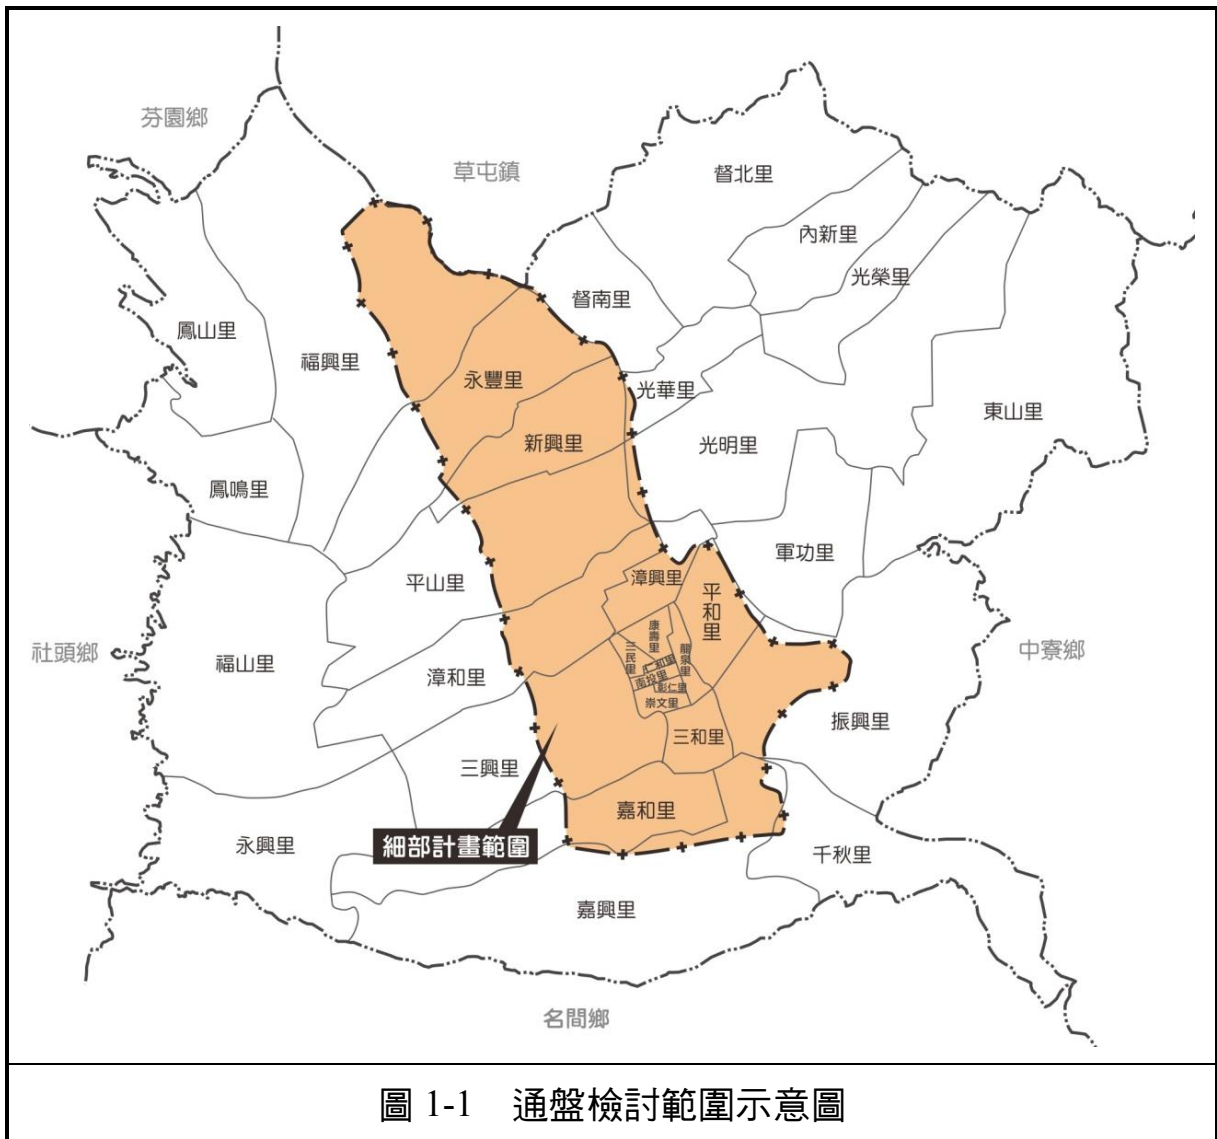 芬園鄉
草屯鎮
督北里
內新里
光榮里
督南里
鳳山里
福興里
永豐里
光華里
東山里
新興里
光明里
鳳鳴里
軍功里
漳興里
平山里
平和里
康壽里
三民里
龍泉里
仁和里
南投里
彰仁里
崇文里
社頭鄉
福山里
漳和里
中寮鄉
振興里
三和里
三興里
嘉和里
永興里
細部計畫範圍
千秋里
嘉興里
名間鄉
圖 1-1 通盤檢討範圍示意圖